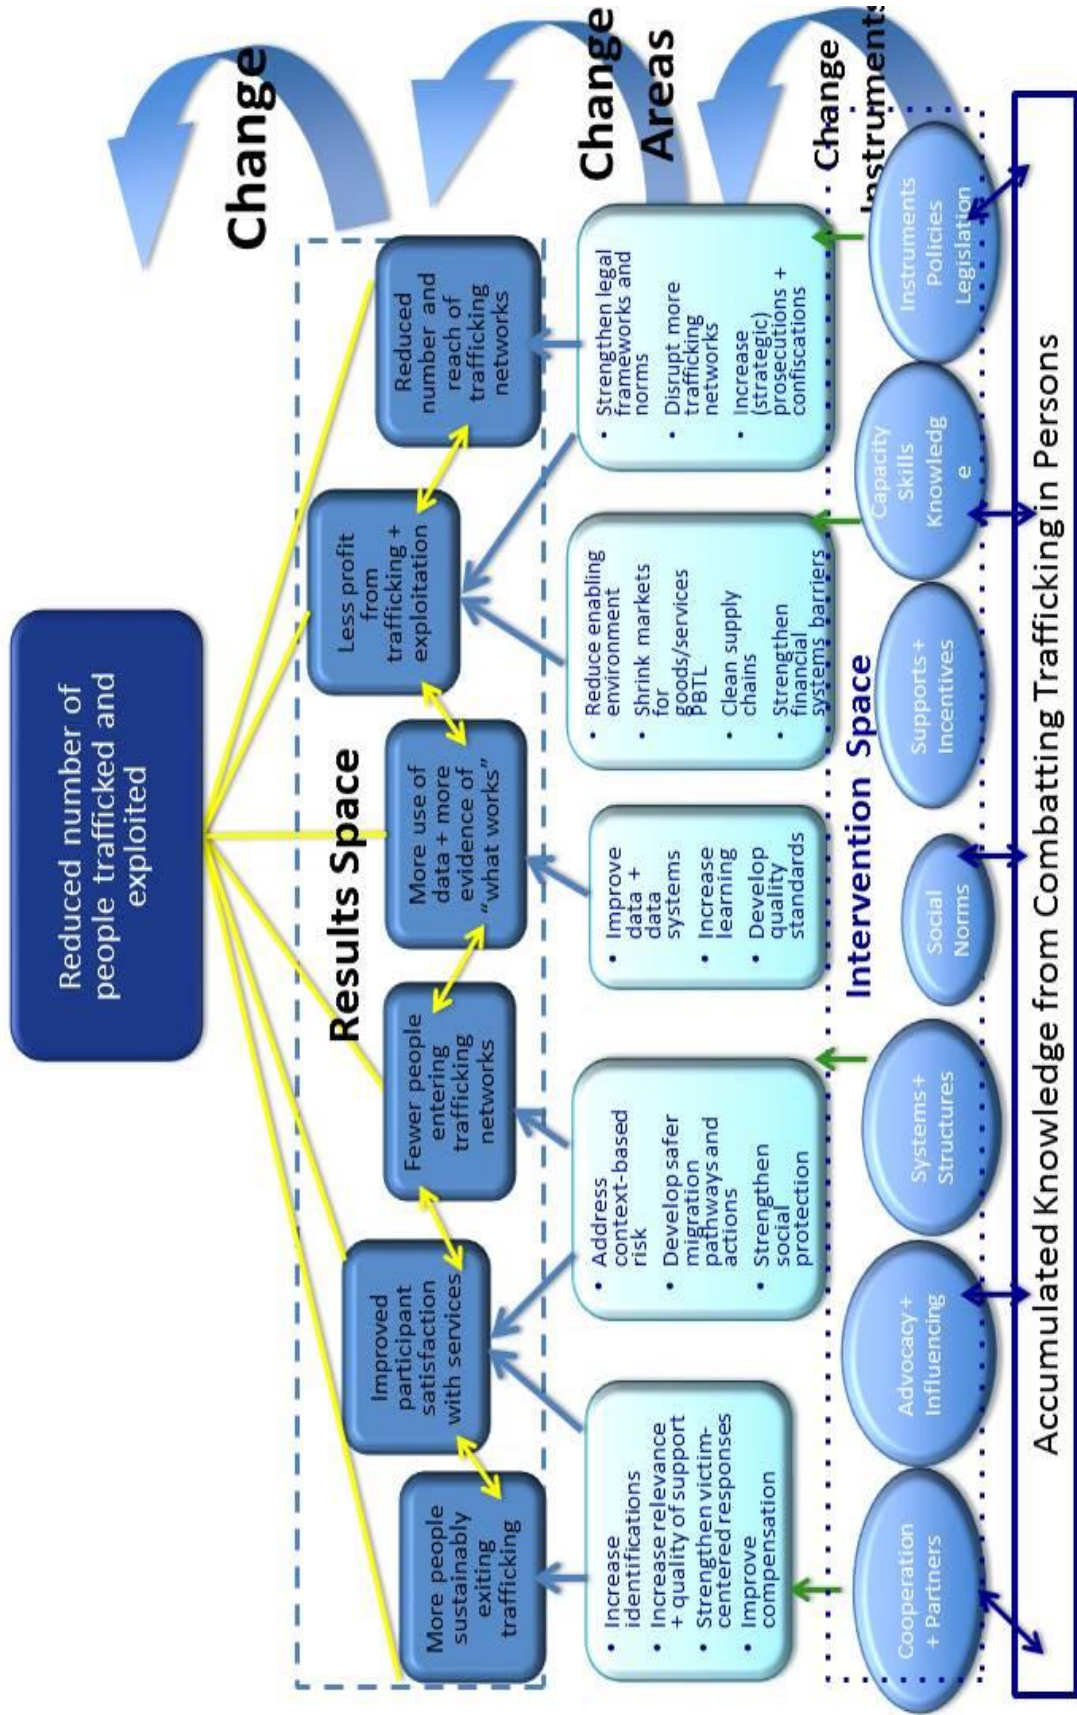 Reduced number of
people trafficked and
exploited
Change
Results Space
More people
sustainably
exiting
trafficking
Improved
participant
satisfaction
with services
Fewer people
entering
trafficking
networks
More use of
data + more
evidence of
“what works”
Less profit
from
trafficking +
exploitation
Reduced
number and
reach of
trafficking
networks
Change
Areas
• Increase
identifications
• Increase relevance
+ quality of support
• Strengthen victim-
centered responses
• Improve
compensation
• Address
context-based
risk
• Develop safer
migration
pathways and
actions
• Strengthen
social
protection
• Improve
data +
data
systems
• Increase
learning
• Develop
quality
standards
• Reduce enabling
environment
• Shrink markets
for
goods/services
PBTL
• Clean supply
chains
• Strengthen
financial
systems barriers
• Strengthen legal
frameworks and
norms
• Disrupt more
trafficking
networks
• Increase
(strategic)
prosecutions +
confiscations
Change
Instruments
Intervention Space
Cooperation
+ Partners
Advocacy +
Influencing
Systems+
Structures
Social
Norms
Supports+
Incentives
Capacity
Skills
Knowledg
e
Instruments
Policies
Legislation
Accumulated Knowledge from Combatting Trafficking in Persons